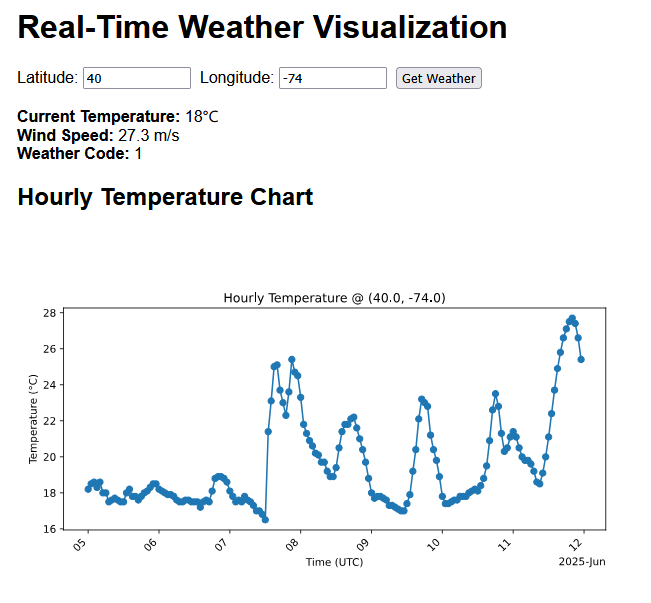 Real-Time Weather Visualization
Latitude: 40 Longitude: -74 Get Weather
Current Temperature: 18°C
Wind Speed: 27.3 m/s
Weather Code: 1
Hourly Temperature Chart
Hourly Temperature @ (40.0, -74.0)
28
26
24
22
20
18
16
Temperature (°C)
05 06 07 08 09 10 11 12
Time (UTC)
2025-Jun